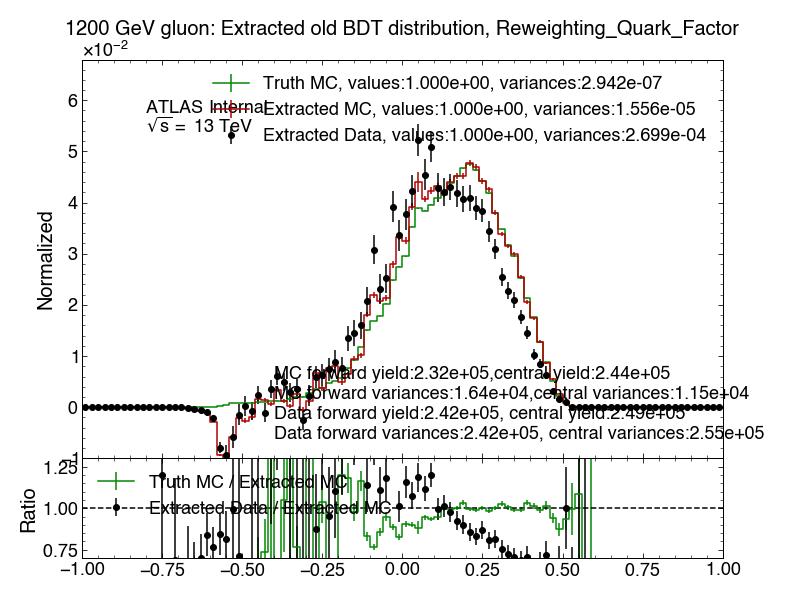 1200 GeV gluon: Extracted old BDT distribution, Reweighting_Quark_Factor
×10⁻²
Truth MC, values:1.000e+00, variances:2.942e-07
ATLAS Internal
Extracted MC, values:1.000e+00, variances:1.556e-05
√s = 13 TeV
Extracted Data, values:1.000e+00, variances:2.699e-04
6
5
4
3
2
1
0
−1
Normalized
MC forward yield:2.32e+05,central yield:2.44e+05
MC forward variances:1.64e+04,central variances:1.15e+04
Data forward yield:2.42e+05, central yield:2.49e+05
Data forward variances:2.42e+05, central variances:2.55e+05
Truth MC / Extracted MC
Extracted Data / Extracted MC
1.25
1.00
0.75
Ratio
−1.00 −0.75 −0.50 −0.25 0.00 0.25 0.50 0.75 1.00